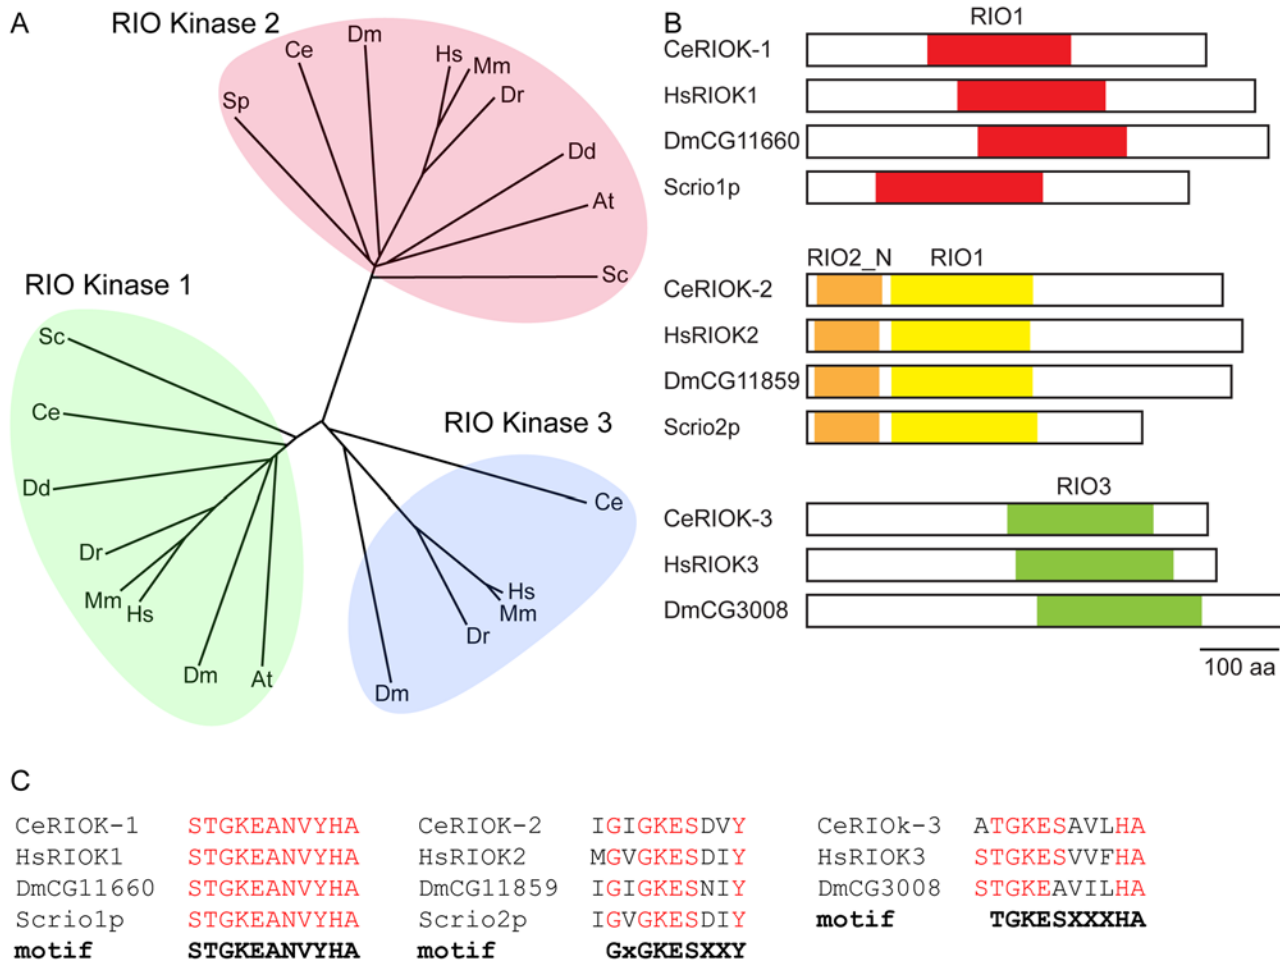 A
RIO Kinase 2
Sp
Ce
Dm
Hs
Mm
Dr
Dd
At
Sc
RIO Kinase 1
Sc
Ce
Dd
Dr
Mm
Hs
Dm
At
RIO Kinase 3
Ce
Hs
Mm
Dr
Dm
B
RIO1
CeRIOK-1
HsRIOK1
DmCG11660
Scrio1p
RIO2_N RIO1
CeRIOK-2
HsRIOK2
DmCG11859
Scrio2p
RIO3
CeRIOK-3
HsRIOK3
DmCG3008
100 aa
C
CeRIOK-1 STGKEANVYHA
HsRIOK1 STGKEANVYHA
DmCG11660 STGKEANVYHA
Scrio1p STGKEANVYHA
motif STGKEANVYHA
CeRIOK-2 IGIGKESDVY
HsRIOK2 MGVGKESDIY
DmCG11859 IGIGKESNIY
Scrio2p IGVGKESDIY
motif GxGKESXXY
CeRIOk-3 ATGKESAVLHA
HsRIOK3 STGKESVVFHA
DmCG3008 STGKEAVILHA
motif TGKESXXXHA